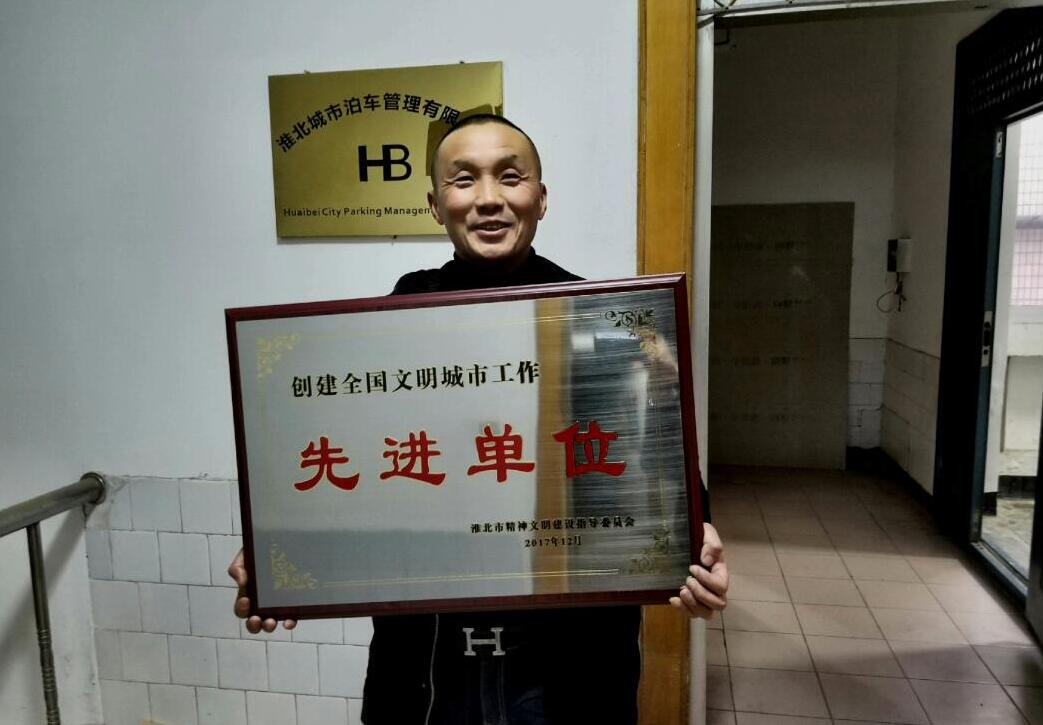 淮北城市泊车管理有限
HB
Huaibei City Parking Managem
创建全国文明城市工作
先进单位
淮北市精神文明建设指导委员会
2017年12月
H